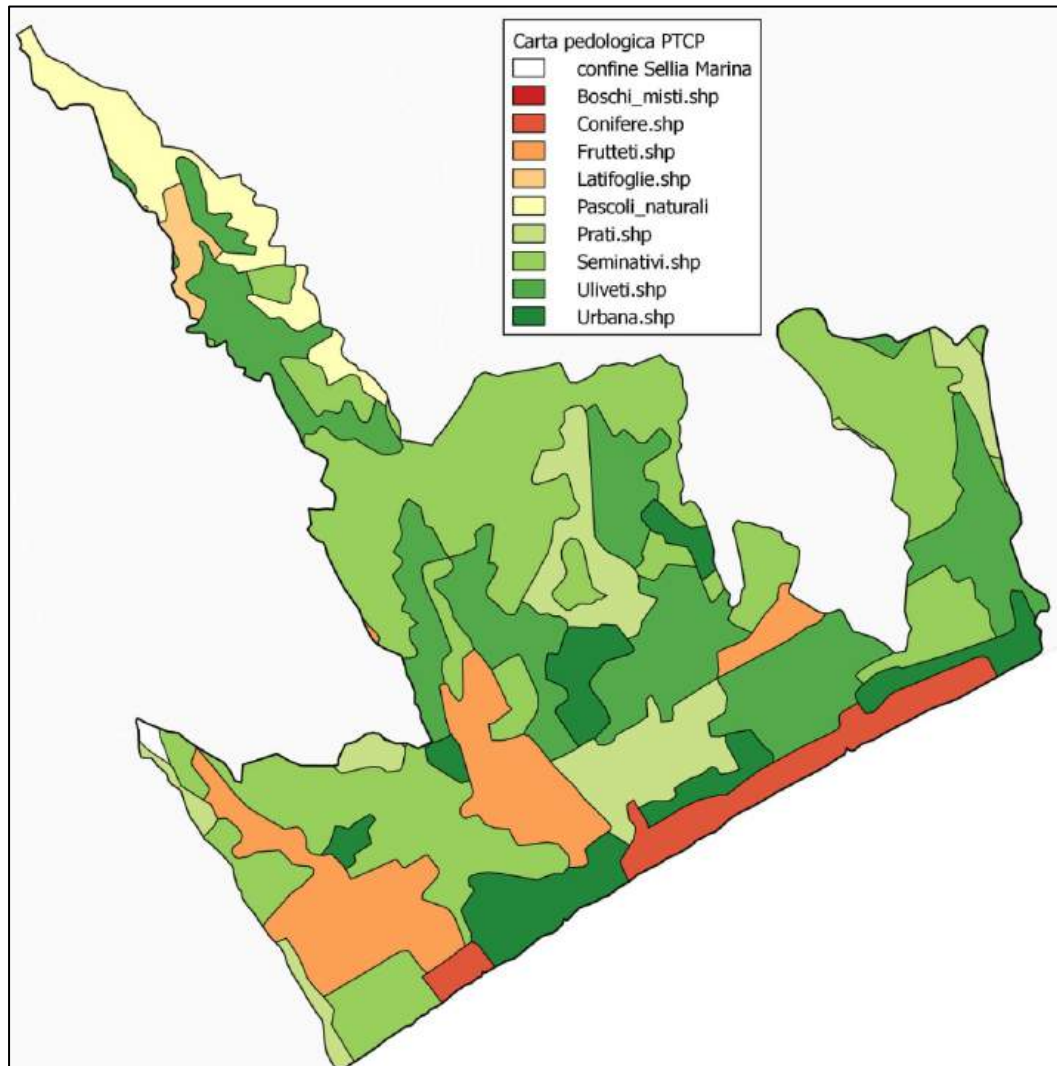 Carta pedologica PTCP
confine Sellia Marina
Boschi_misti.shp
Conifere.shp
Frutteti.shp
Latifoglie.shp
Pascoli_naturali
Prati.shp
Seminativi.shp
Uliveti.shp
Urbana.shp